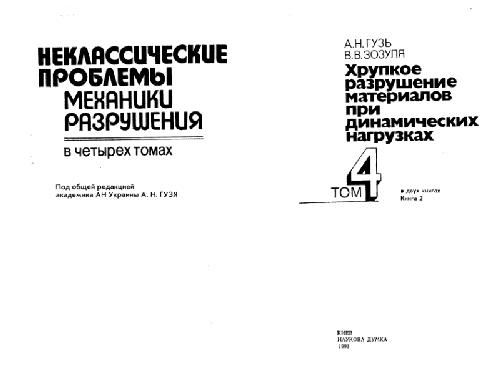 НЕКЛАССИЧЕСКИЕ
ПРОБЛЕМЫ
МЕХАНИКИ
РАЗРУШЕНИЯ
в четырех томах
Под общей редакцией
академика АН Украины А. Н. ГУЗЯ
А.Н. ГУЗЬ
В.В. ЗОЗУЛЯ
Хрупкое
разрушение
материалов
при
динамических
нагрузках
ТОМ 4
в двух книгах
Книга 2
КИЕВ
НАУКОВА ДУМКА